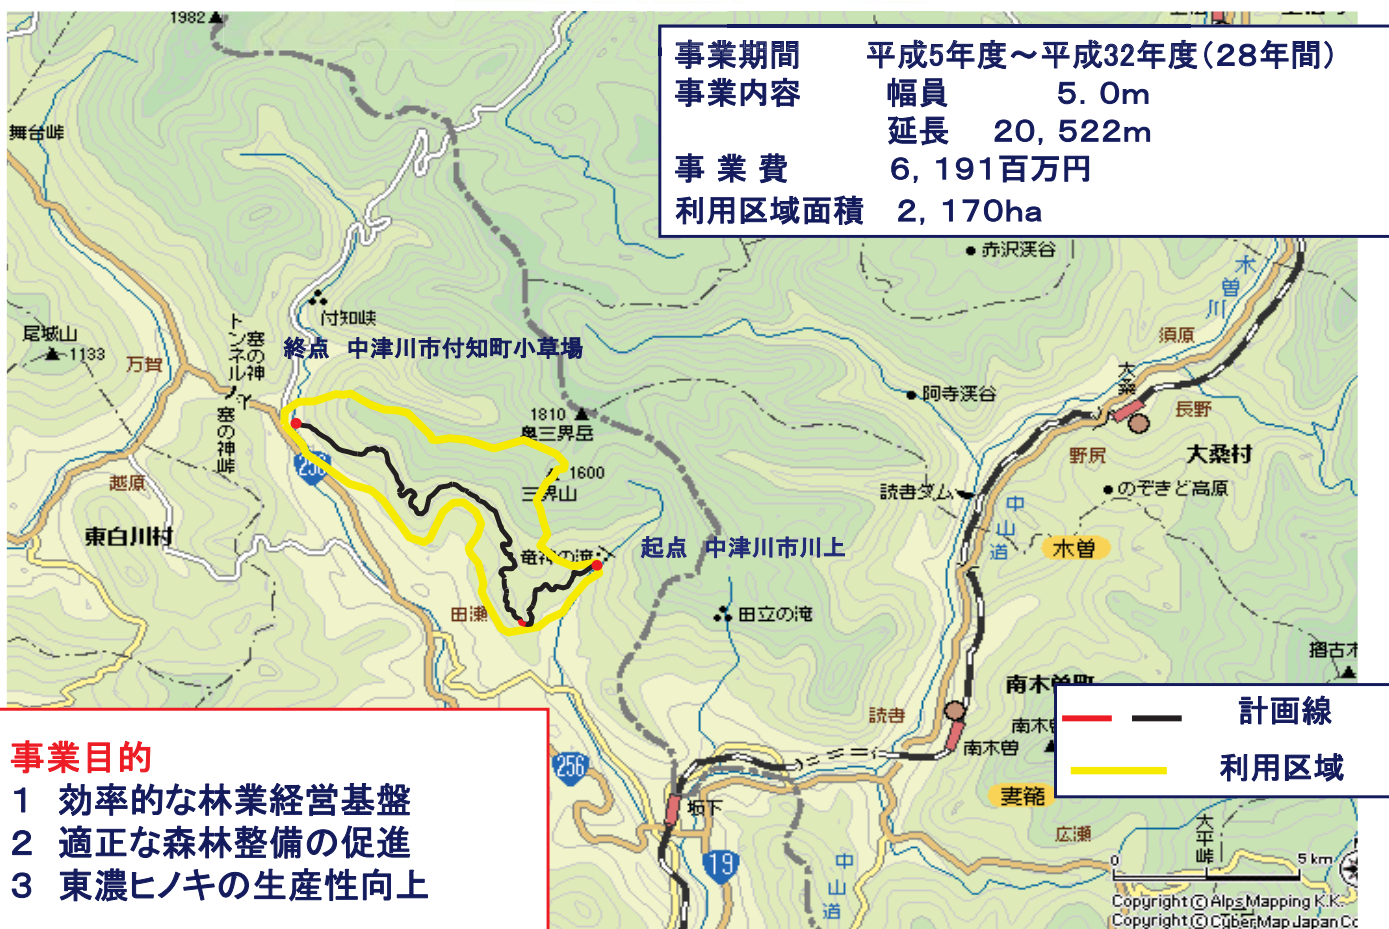 1982
舞台峠
事業期間 平成5年度～平成32年度(28年間)
事業内容 幅員 5.0m
延長 20,522m
事業費 6,191百万円
利用区域面積 2,170ha
赤沢渓谷
木曽川
付知峡
尾城山
1133
万賀
塞の神トンネル
塞の神峠
終点 中津川市付知町小草場
須原
大桑
阿寺渓谷
長野
1810
奥三界岳
野尻
大桑村
256
越原
1600
三界山
読書ダム
のぞきど高原
中山道
東白川村
木曽
竜神の滝
起点 中津川市川上
田瀬
田立の滝
摺古木
南木曽町
読書
南木曽
計画線
利用区域
256
妻籠
坂下
広瀬
大平峠
19
中山道
0 5km
事業目的
1 効率的な林業経営基盤
2 適正な森林整備の促進
3 東濃ヒノキの生産性向上
Copyright © Alps Mapping K.K.
Copyright © CyberMap Japan Co